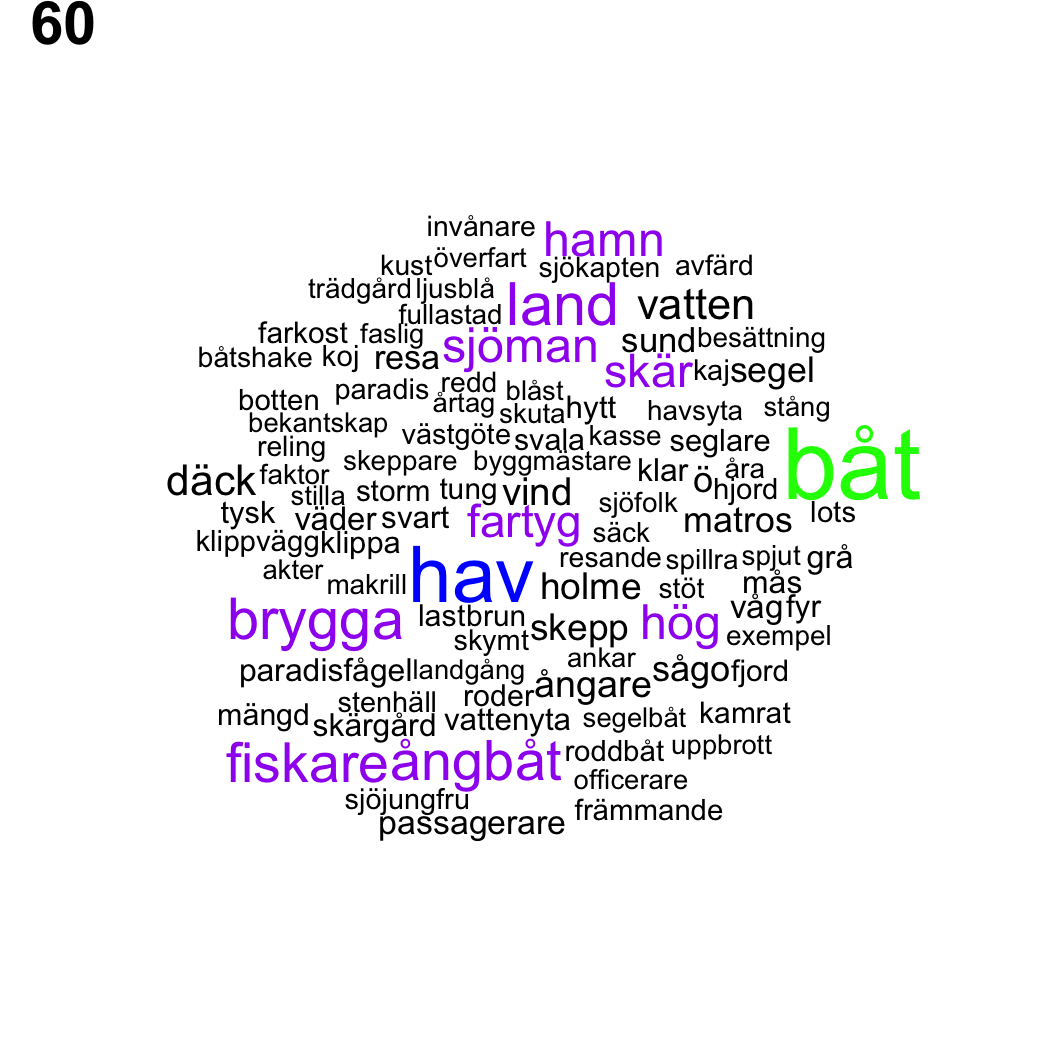 60
invånare hamn
kust överfart sjökapten avfärd
trädgård ljusblå land vatten
fullastad
farkost faslig sjöman sund besättning
båtshake koj resa skär kaj segel
botten paradis redd blåst
årtag skuta hytt havsyta stång
bekantskap västgöte svala kasse seglare båt
reling skeppare byggmästare klar ö åra
däck faktor hjord
stilla storm tung vind sjöfolk
tysk väder svart fartyg säck matros lots
klippvägg klippa resande spillra spjut grå
akter makrill hav holme stöt mås
brygga last brun skepp hög våg fyr
skymt exempel
paradisfågel landgång ankar sågo fjord
stenhäll roder ångare
mängd skärgård vattenyta segelbåt kamrat
fiskare ångbåt roddbåt uppbrott
officerare
sjöjungfru främmande
passagerare